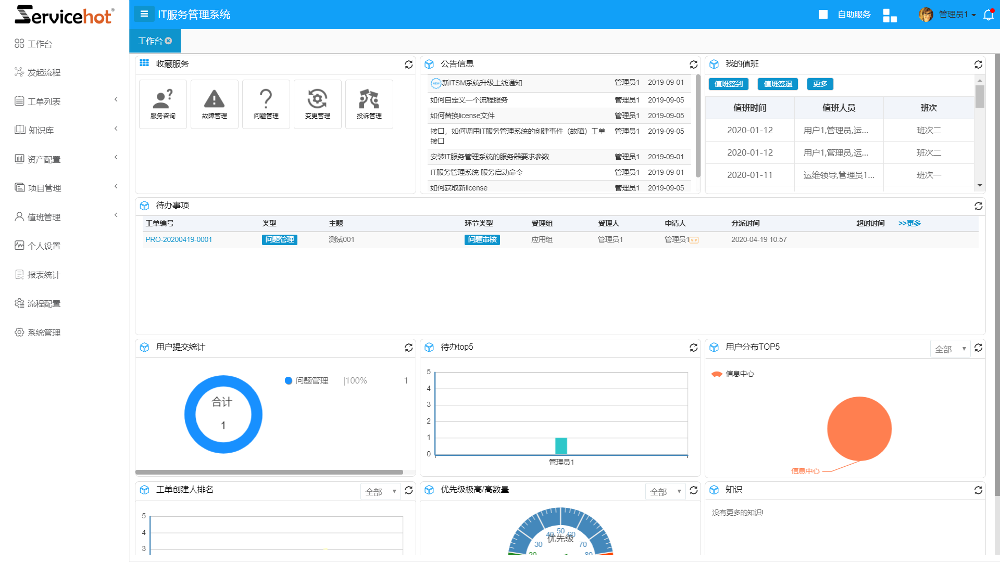 Servicehot®
IT服务管理系统
自助服务
管理员1
工作台
工作台
发起流程
工单列表
知识库
资产配置
项目管理
值班管理
个人设置
报表统计
流程配置
系统管理
收藏服务
服务咨询
故障管理
问题管理
变更管理
投诉管理
公告信息
NEW 新ITSM系统升级上线通知 管理员1 2019-09-01
如何自定义一个流程服务 管理员1 2019-09-05
如何替换license文件 管理员1 2019-09-05
接口，如何调用IT服务管理系统的创建事件（故障）工单 管理员1 2019-09-05
接口
安装IT服务管理系统的服务器要求参数 管理员1 2019-09-01
IT服务管理系统 服务启动命令 管理员1 2019-09-01
如何获取新license 管理员1 2019-09-05
我的值班
值班签到 值班签退 更多
值班时间 值班人员 班次
2020-01-12 用户1,管理员,运... 班次二
2020-01-12 用户1,管理员,运... 班次二
2020-01-11 运维领导,管理员1... 班次一
待办事项
工单编号 类型 主题 环节类型 受理组 受理人 申请人 分派时间 超时时间 >>更多
PRO-20200419-0001 问题管理 测试001 问题审核 应用组 管理员1 管理员1 VIP 2020-04-19 10:57
用户提交统计
合计
1
问题管理 |100% 1
待办top5
5
4
3
2
1
0
管理员1
用户分布TOP5
全部
信息中心
信息中心
工单创建人排名
全部
5
4
3
优先级极高/高数量
全部
20
30
40
50
60
70
80
优先级
知识
没有更多的知识!